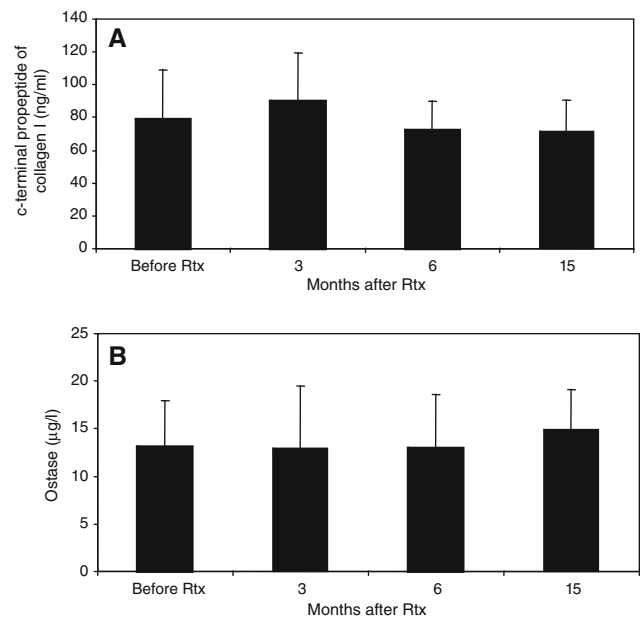 A
c-terminal propeptide of
collagen I (ng/ml)
140
120
100
80
60
40
20
0
Before Rtx 3 6 15
Months after Rtx
B
Ostase (µg/l)
25
20
15
10
5
0
Before Rtx 3 6 15
Months after Rtx